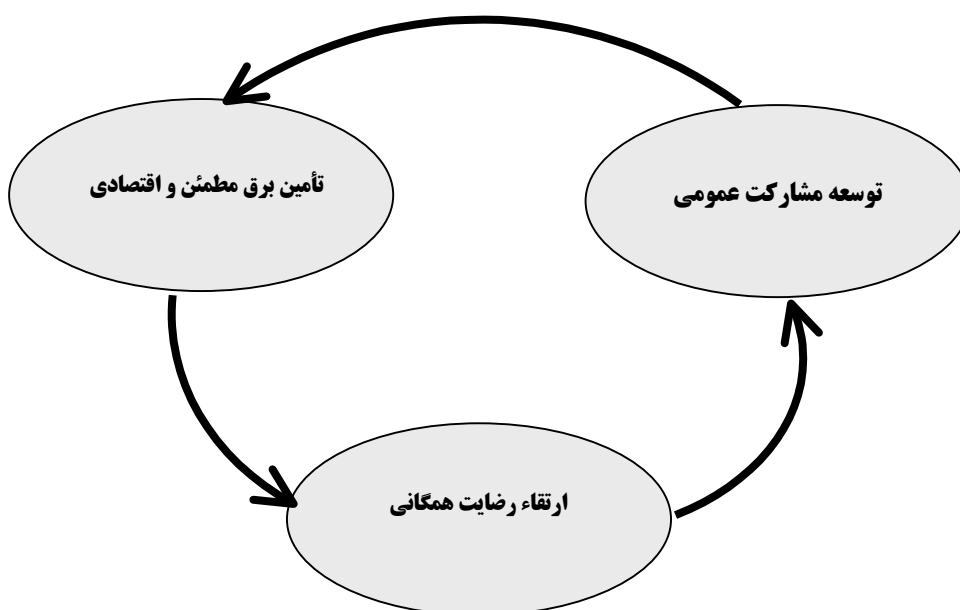 توسعه مشارکت عمومی
تأمین برق مطمئن و اقتصادی
ارتقاء رضایت همگانی